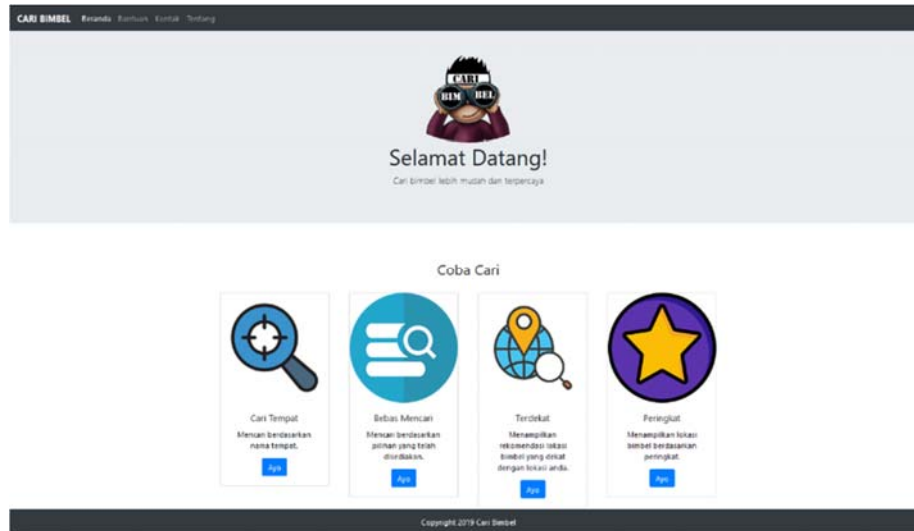 CARI BIMBEL Beranda Bantuan Kontak Tentang
CARI
BIM BEL
Selamat Datang!
Cari bimbel lebih mudah dan terpercaya
Coba Cari
Cari Tempat
Mencari berdasarkan
nama tempat.
Ayo
Bebas Mencari
Mencari berdasarkan
pilihan yang telah
disediakan.
Ayo
Terdekat
Menampilkan
rekomendasi lokasi
bimbel yang dekat
dengan lokasi anda.
Ayo
Peringkat
Menampilkan lokasi
bimbel berdasarkan
peringkat.
Ayo
Copyright 2019 Cari Bimbel